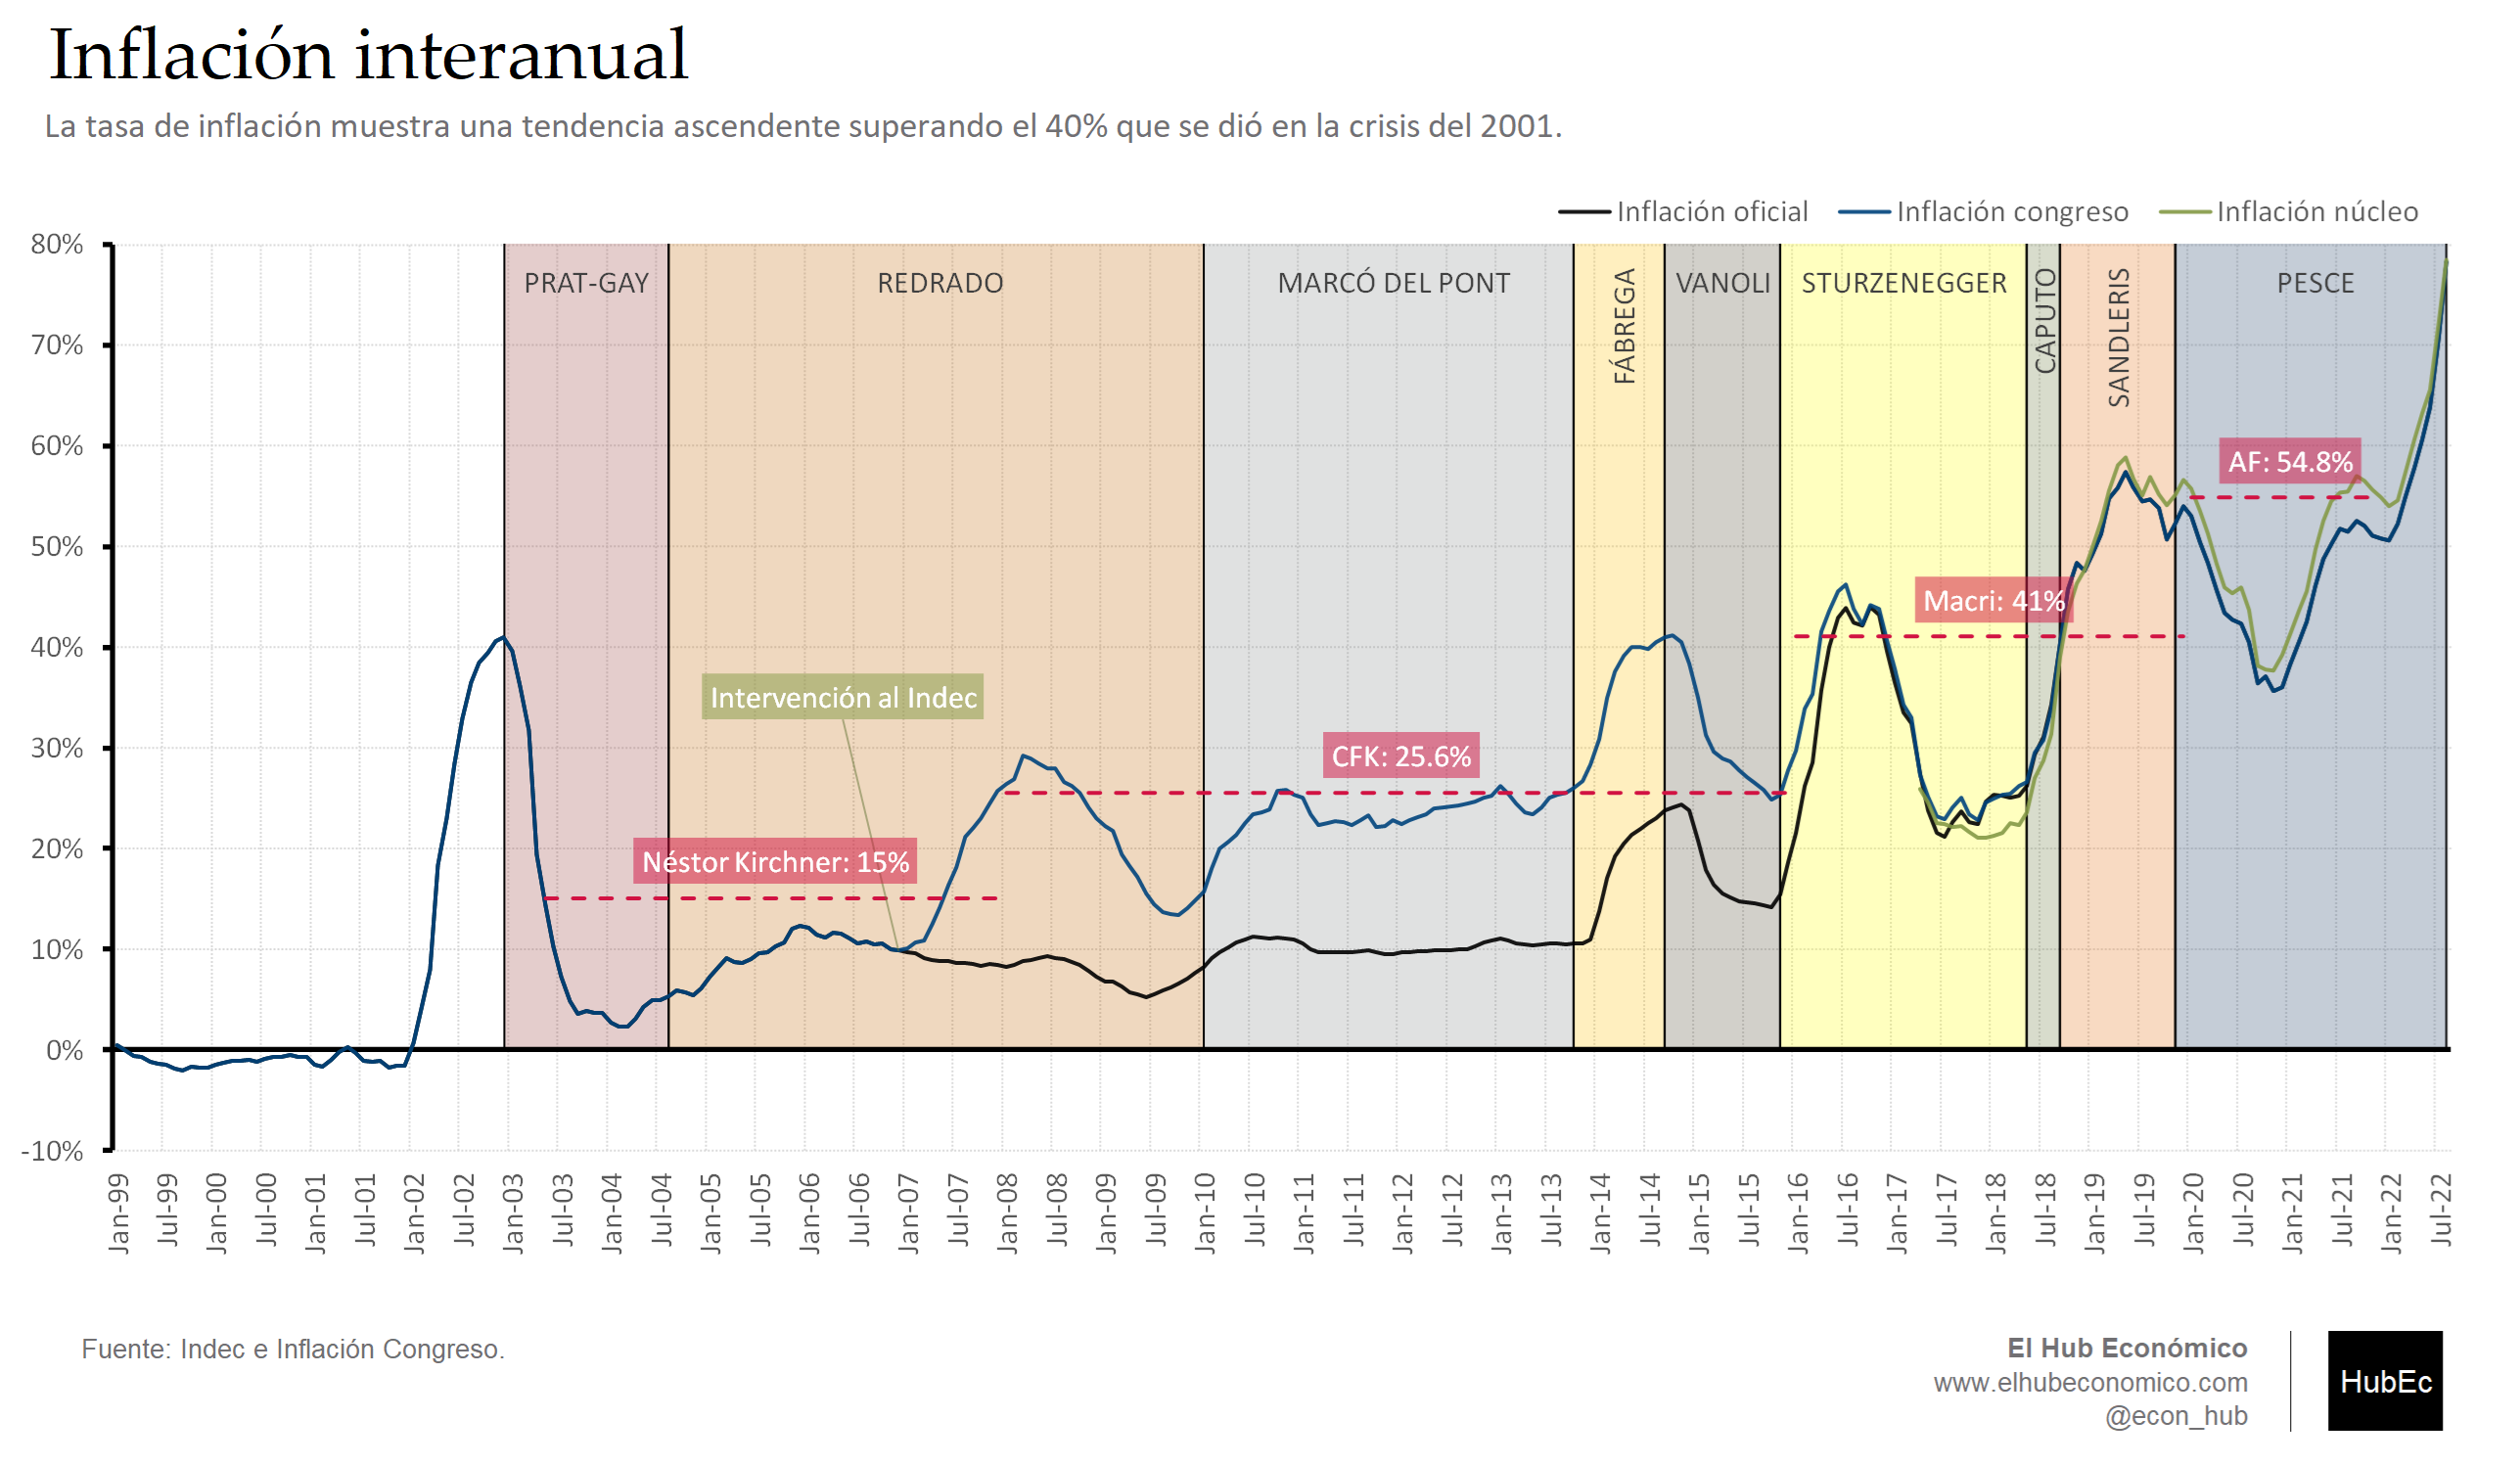 Inflación interanual
La tasa de inflación muestra una tendencia ascendente superando el 40% que se dió en la crisis del 2001.
Inflación oficial
Inflación congreso
Inflación núcleo
80%
70%
60%
50%
40%
30%
20%
10%
0%
-10%
PRAT-GAY
REDRADO
MARCÓ DEL PONT
FÁBREGA
VANOLI
STURZENEGGER
CAPUTO
SANDLERIS
PESCE
AF: 54.8%
Macri: 41%
Intervención al Indec
CFK: 25.6%
Néstor Kirchner: 15%
Jan-99
Jul-99
Jan-00
Jul-00
Jan-01
Jul-01
Jan-02
Jul-02
Jan-03
Jul-03
Jan-04
Jul-04
Jan-05
Jul-05
Jan-06
Jul-06
Jan-07
Jul-07
Jan-08
Jul-08
Jan-09
Jul-09
Jan-10
Jul-10
Jan-11
Jul-11
Jan-12
Jul-12
Jan-13
Jul-13
Jan-14
Jul-14
Jan-15
Jul-15
Jan-16
Jul-16
Jan-17
Jul-17
Jan-18
Jul-18
Jan-19
Jul-19
Jan-20
Jul-20
Jan-21
Jul-21
Jan-22
Jul-22
Fuente: Indec e Inflación Congreso.
El Hub Económico
www.elhubeconomico.com
@econ_hub
HubEc